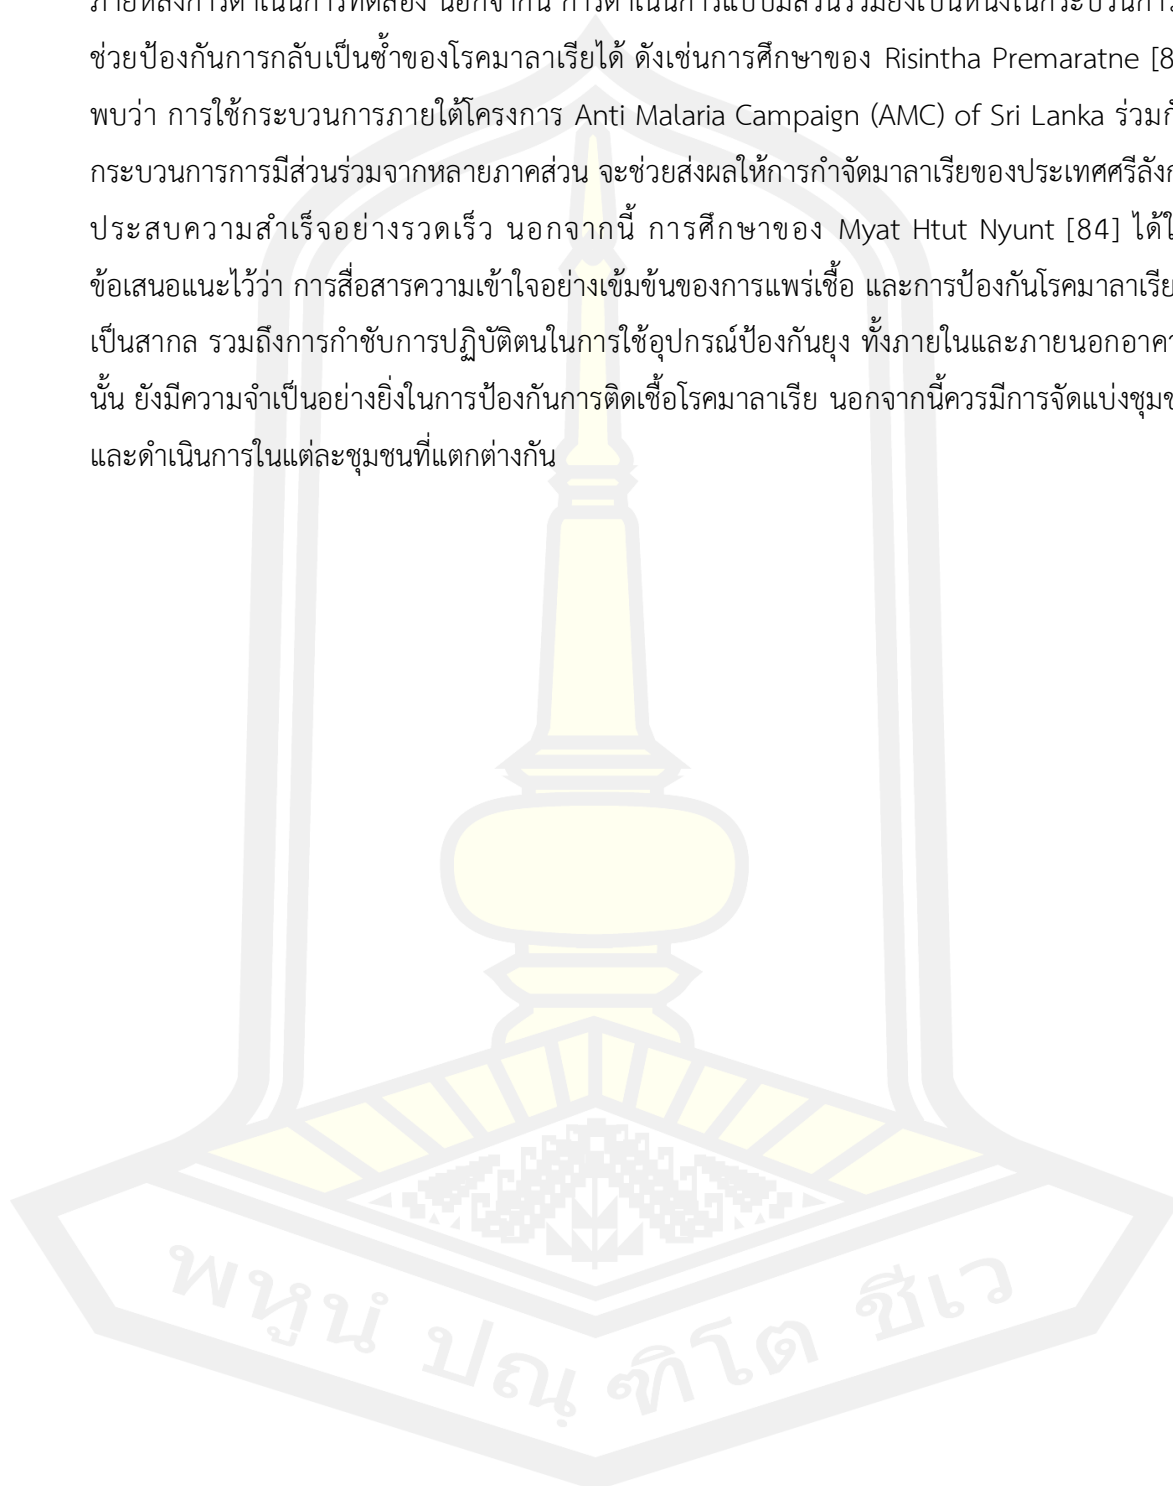 ภายหลังการดำเนินการทดลอง นอกจากนี้ การดำเนินการแบบมีส่วนร่วมยังเป็นหนึ่งในกระบวนการ
ช่วยป้องกันการกลับเป็นซ้ำของโรคมาลาเรียได้ ดังเช่นการศึกษาของ Risintha Premaratne [8
พบว่า การใช้กระบวนการภายใต้โครงการ Anti Malaria Campaign (AMC) of Sri Lanka
กระบวนการการมีส่วนร่วมจากหลายภาคส่วน จะช่วยส่งผลให้การกำจัดมาลาเรียของประเทศ
ประสบความสำเร็จอย่างรวดเร็ว นอกจากนี้ การศึกษาของ Myat Htut Nyunt [84]
ข้อเสนอแนะไว้ว่า การสื่อสารความเข้าใจอย่างเข้มข้นของการแพร่เชื้อ และการป้องกันโรคมาลาเรีย
เป็นสากล รวมถึงการกำชับการปฏิบัติตนในการใช้อุปกรณ์ป้องกันยุง ทั้งภายในและภายนอก
นั้น ยังมีความจำเป็นอย่างยิ่งในการป้องกันการติดเชื้อโรคมาลาเรีย นอกจากนี้ควรมีการจัดแบ่ง
และดำเนินการในแต่ละชุมชนที่แตกต่างกัน
พหูนํ ปณฺฑิโต ชีเว